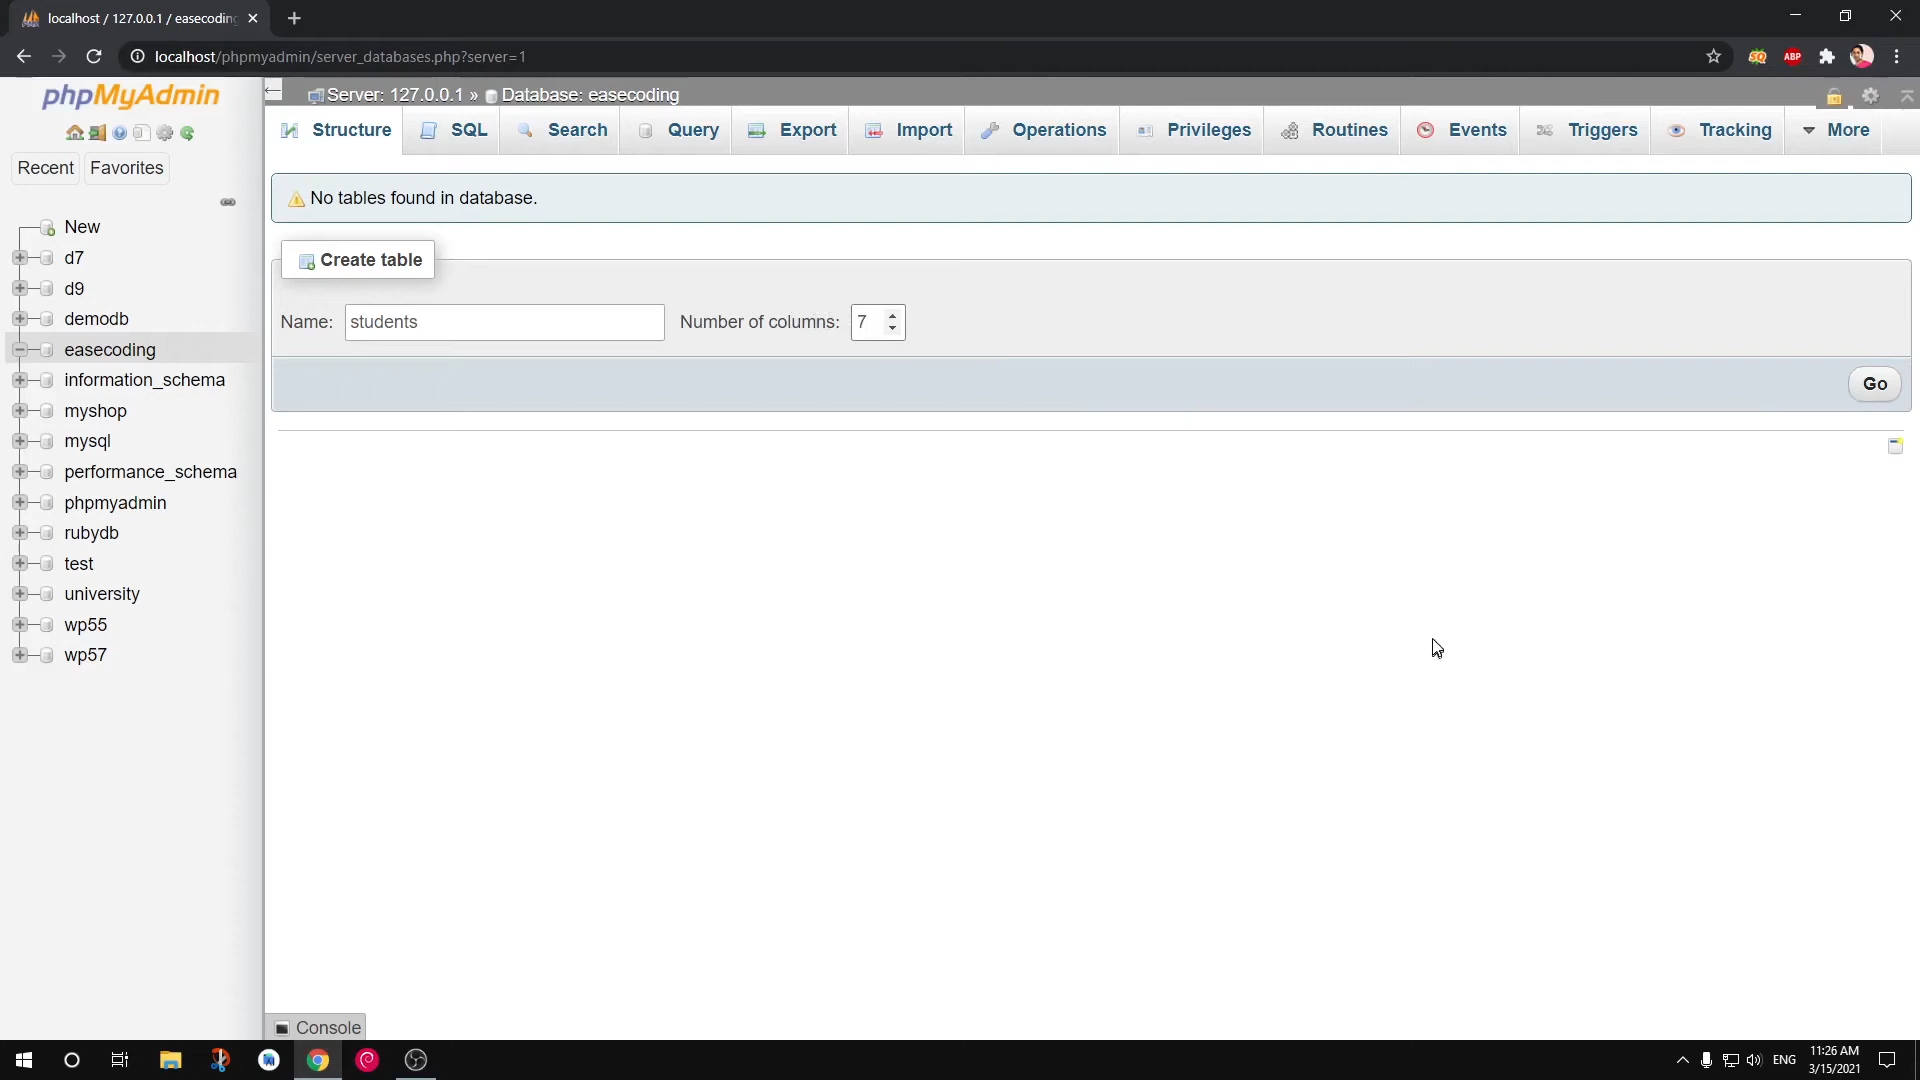 localhost / 127.0.0.1 / easecoding
localhost/phpmyadmin/server_databases.php?server=1
SQ
ABP
phpMyAdmin
Recent
Favorites
New
d7
d9
demodb
easecoding
information_schema
myshop
mysql
performance_schema
phpmyadmin
rubydb
test
university
wp55
wp57
Server: 127.0.0.1 » Database: easecoding
Structure
SQL
Search
Query
Export
Import
Operations
Privileges
Routines
Events
Triggers
Tracking
More
No tables found in database.
Create table
Name: students
Number of columns: 7
Go
Console
ENG
11:26 AM
3/15/2021